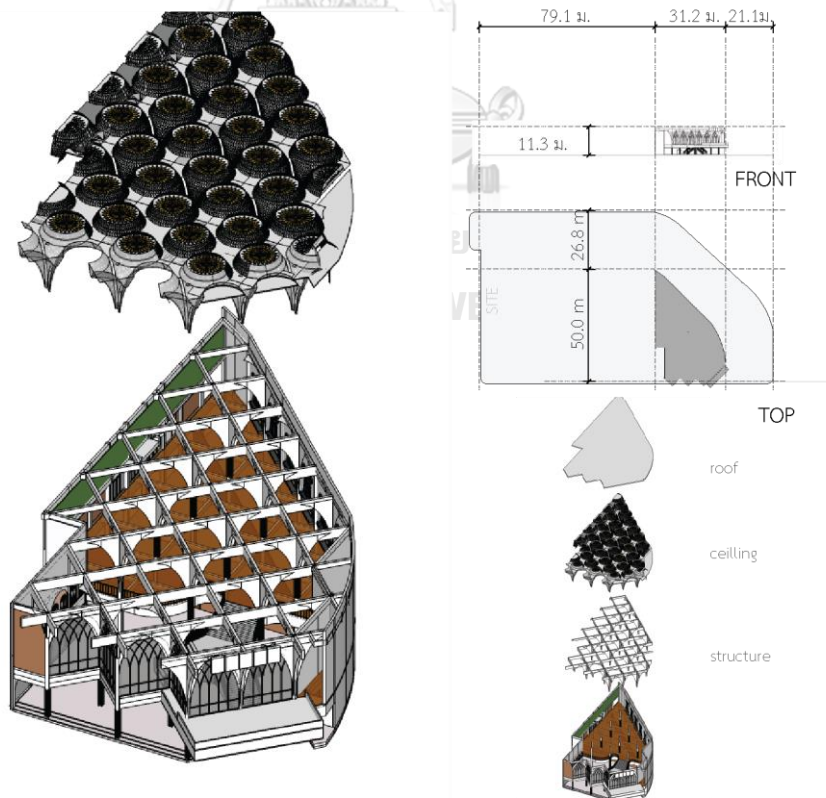 79.1 ม.
31.2 ม.
21.1ม.
11.3 ม.
FRONT
26.8 m
SITE
50.0 m
TOP
roof
ceilling
structure